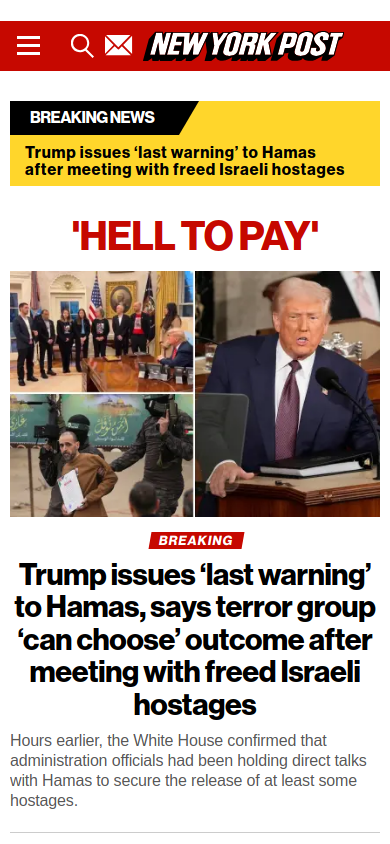 NEW YORK POST
BREAKING NEWS
Trump issues ‘last warning’ to Hamas
after meeting with freed Israeli hostages
'HELL TO PAY'
BREAKING
Trump issues ‘last warning’
to Hamas, says terror group
‘can choose’ outcome after
meeting with freed Israeli
hostages
Hours earlier, the White House confirmed that
administration officials had been holding direct talks
with Hamas to secure the release of at least some
hostages.